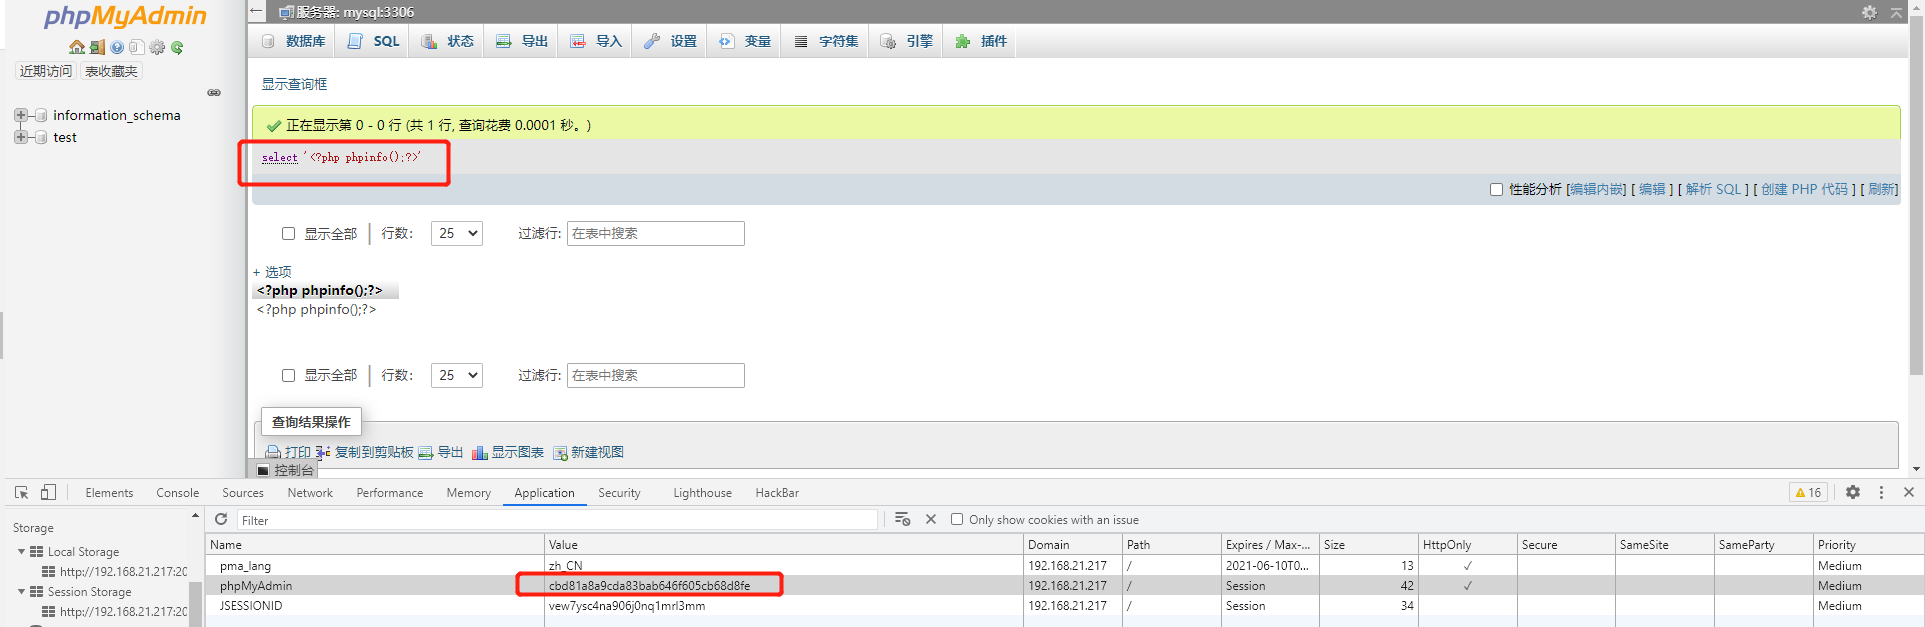 phpMyAdmin
近期访问 表收藏夹
information_schema
test
服务器: mysql:3306
数据库 SQL 状态 导出 导入 设置 变量 字符集 引擎 插件
显示查询框
正在显示第 0 - 0 行 (共 1 行, 查询花费 0.0001 秒。)
select '<?php phpinfo();?>'
性能分析 [编辑内嵌] [ 编辑 ] [ 解析 SQL ] [ 创建 PHP 代码 ] [ 刷新]
显示全部 行数: 25 过滤行: 在表中搜索
+ 选项
<?php phpinfo();?>
<?php phpinfo();?>
显示全部 行数: 25 过滤行: 在表中搜索
查询结果操作
打印 复制到剪贴板 导出 显示图表 新建视图
控制台
Elements Console Sources Network Performance Memory Application Security Lighthouse HackBar 16
Storage
Local Storage
http://192.168.21.217:20
Session Storage
http://192.168.21.217:20
Filter Only show cookies with an issue
Name Value Domain Path Expires / Max-... Size HttpOnly Secure SameSite SameParty Priority
pma_lang zh_CN 192.168.21.217 / 2021-06-10T0... 13 ✓ Medium
phpMyAdmin cbd81a8a9cda83bab646f605cb68d8fe 192.168.21.217 / Session 42 ✓ Medium
JSESSIONID vew7ysc4na906j0nq1mrl3mm 192.168.21.217 / Session 34 Medium